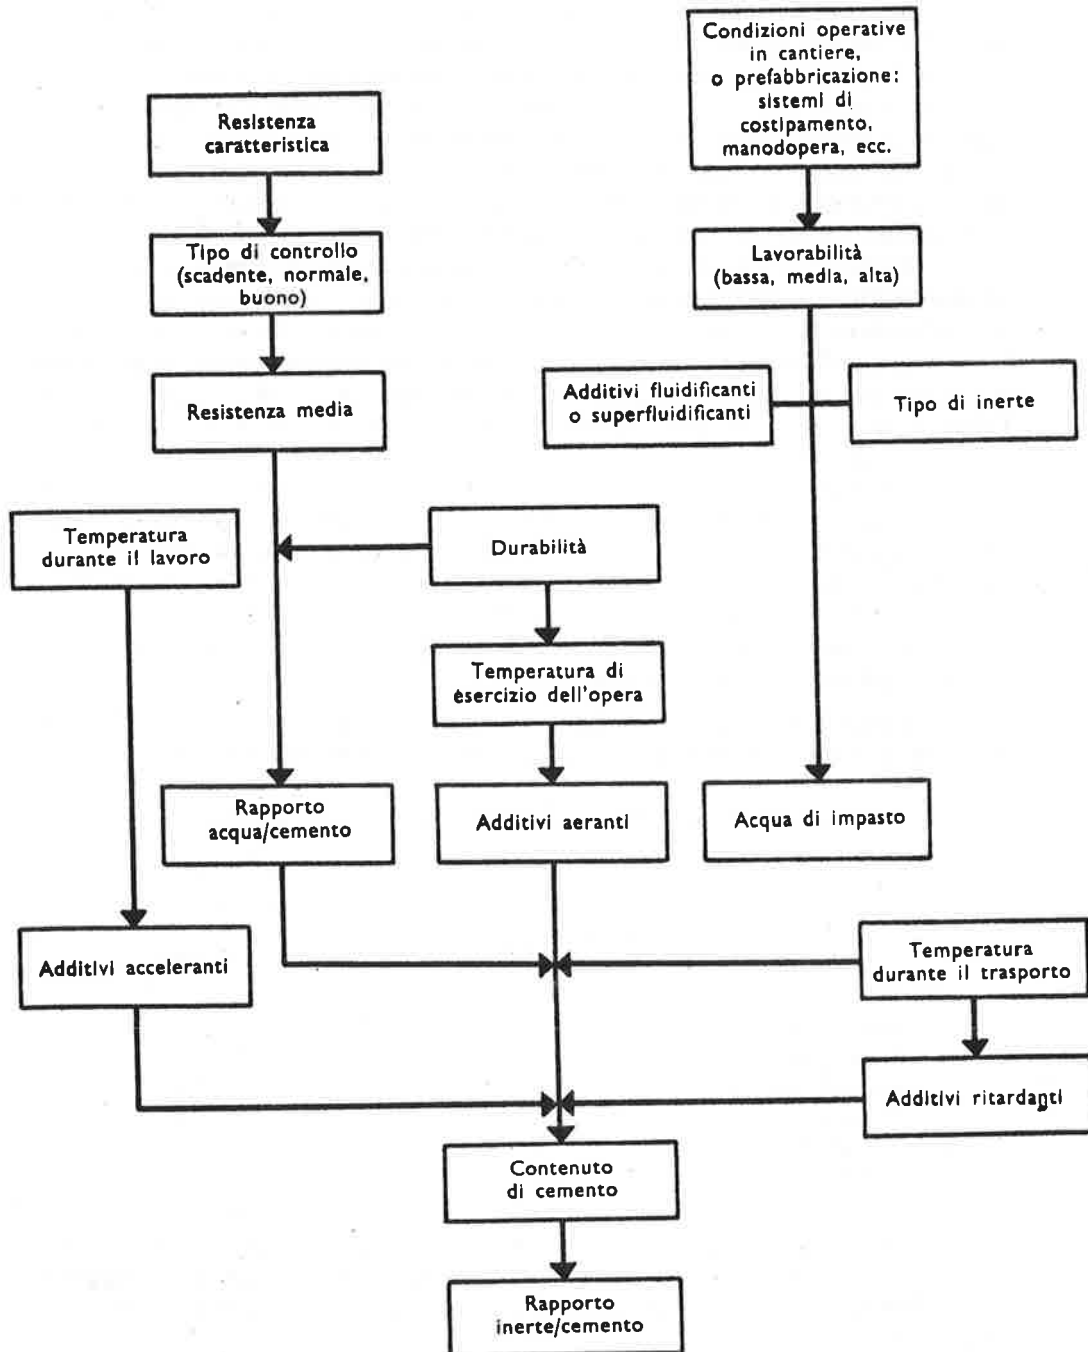 Condizioni operative
in cantiere,
o prefabbricazione:
sistemi di
costipamento,
manodopera, ecc.
Resistenza
caratteristica
Tipo di controllo
(scadente, normale,
buono)
Lavorabilità
(bassa, media, alta)
Resistenza media
Additivi fluidificanti
o superfluidificanti
Tipo di inerte
Temperatura
durante il lavoro
Durabilità
Temperatura di
esercizio dell'opera
Rapporto
acqua/cemento
Additivi aeranti
Acqua di impasto
Additivi acceleranti
Temperatura
durante il trasporto
Additivi ritardanti
Contenuto
di cemento
Rapporto
inerte/cemento